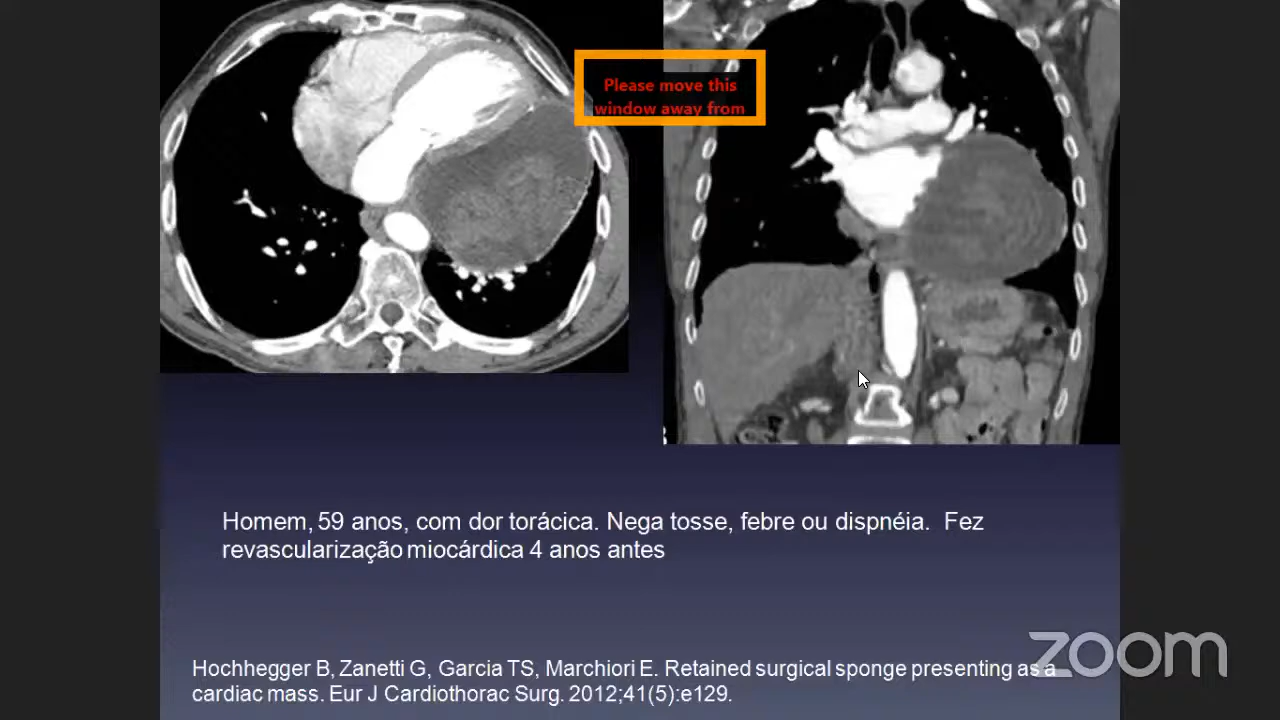 Please move this
window away from
Homem, 59 anos, com dor torácica. Nega tosse, febre ou dispnéia. Fez
revascularização miocárdica 4 anos antes
Hochhegger B, Zanetti G, Garcia TS, Marchiori E. Retained surgical sponge presenting as a
cardiac mass. Eur J Cardiothorac Surg. 2012;41(5):e129.
zoom